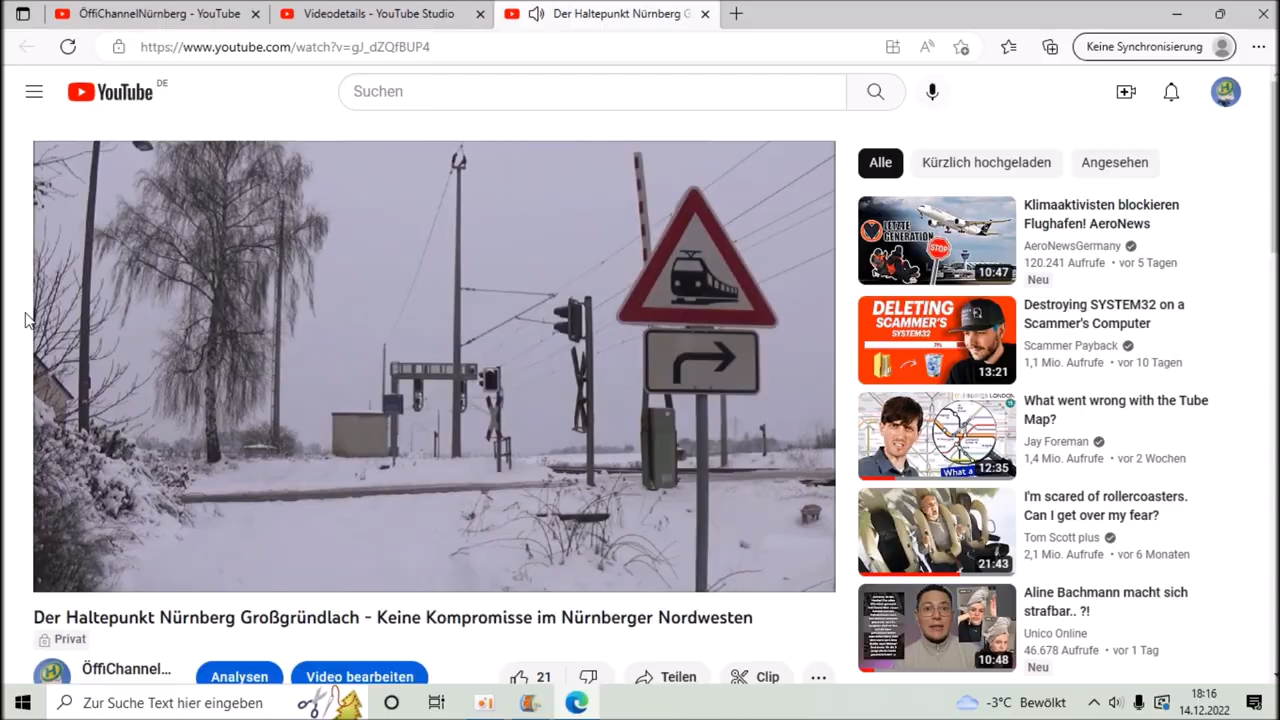 ÖffiChannelNürnberg - YouTube
Videodetails - YouTube Studio
Der Haltepunkt Nürnberg G
https://www.youtube.com/watch?v=gJ_dZQfBUP4
Keine Synchronisierung
YouTube DE
Suchen
Alle
Kürzlich hochgeladen
Angesehen
LETZTE
GENERATION
STOP
10:47
Klimaaktivisten blockieren
Flughafen! AeroNews
AeroNewsGermany
120.241 Aufrufe • vor 5 Tagen
Neu
DELETING
SCAMMER'S
SYSTEM32
13:21
Destroying SYSTEM32 on a
Scammer's Computer
Scammer Payback
1,1 Mio. Aufrufe • vor 10 Tagen
What a
12:35
What went wrong with the Tube
Map?
Jay Foreman
1,4 Mio. Aufrufe • vor 2 Wochen
21:43
I'm scared of rollercoasters.
Can I get over my fear?
Tom Scott plus
2,1 Mio. Aufrufe • vor 6 Monaten
10:48
Aline Bachmann macht sich
strafbar.. ?!
Unico Online
46.678 Aufrufe • vor 1 Tag
Neu
Der Haltepunkt Nürnberg Großgründlach - Keine Kompromisse im Nürnberger Nordwesten
Privat
ÖffiChannel...
Analysen
Video bearbeiten
21
Teilen
Clip
Zur Suche Text hier eingeben
-3°C Bewölkt
18:16
14.12.2022